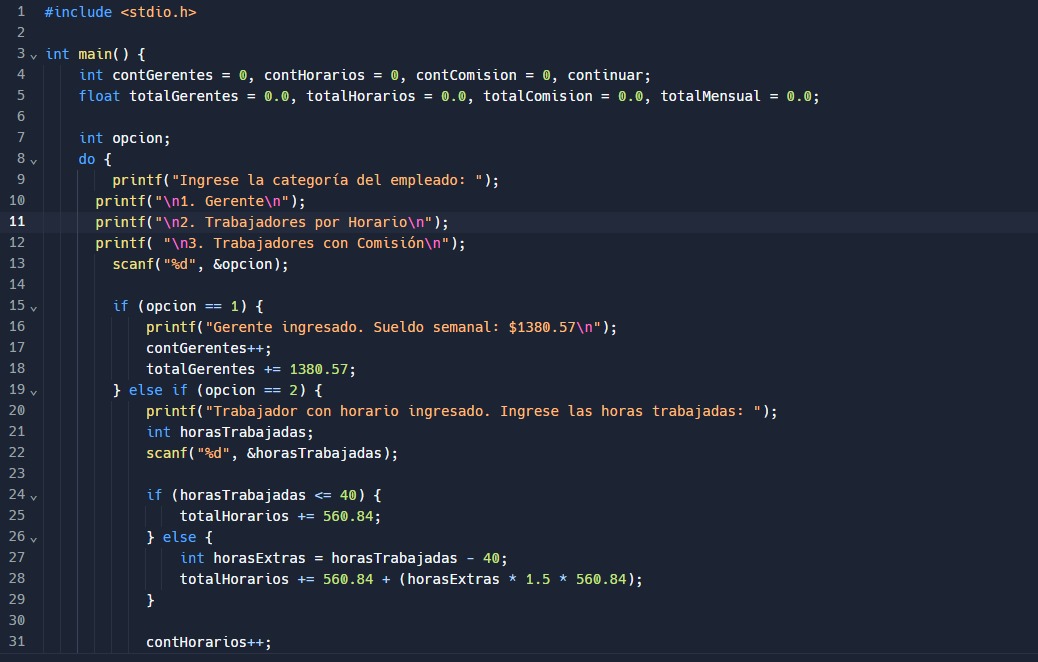 1 #include <stdio.h>
2
3 int main() {
4 int contGerentes = 0, contHorarios = 0, contComision = 0, continuar;
5 float totalGerentes = 0.0, totalHorarios = 0.0, totalComision = 0.0, totalMensual = 0.0;
6
7 int opcion;
8 do {
9 printf("Ingrese la categoría del empleado: ");
10 printf("\n1. Gerente\n");
11 printf("\n2. Trabajadores por Horario\n");
12 printf( "\n3. Trabajadores con Comisión\n");
13 scanf("%d", &opcion);
14
15 if (opcion == 1) {
16 printf("Gerente ingresado. Sueldo semanal: $1380.57\n");
17 contGerentes++;
18 totalGerentes += 1380.57;
19 } else if (opcion == 2) {
20 printf("Trabajador con horario ingresado. Ingrese las horas trabajadas: ");
21 int horasTrabajadas;
22 scanf("%d", &horasTrabajadas);
23
24 if (horasTrabajadas <= 40) {
25 totalHorarios += 560.84;
26 } else {
27 int horasExtras = horasTrabajadas - 40;
28 totalHorarios += 560.84 + (horasExtras * 1.5 * 560.84);
29 }
30
31 contHorarios++;